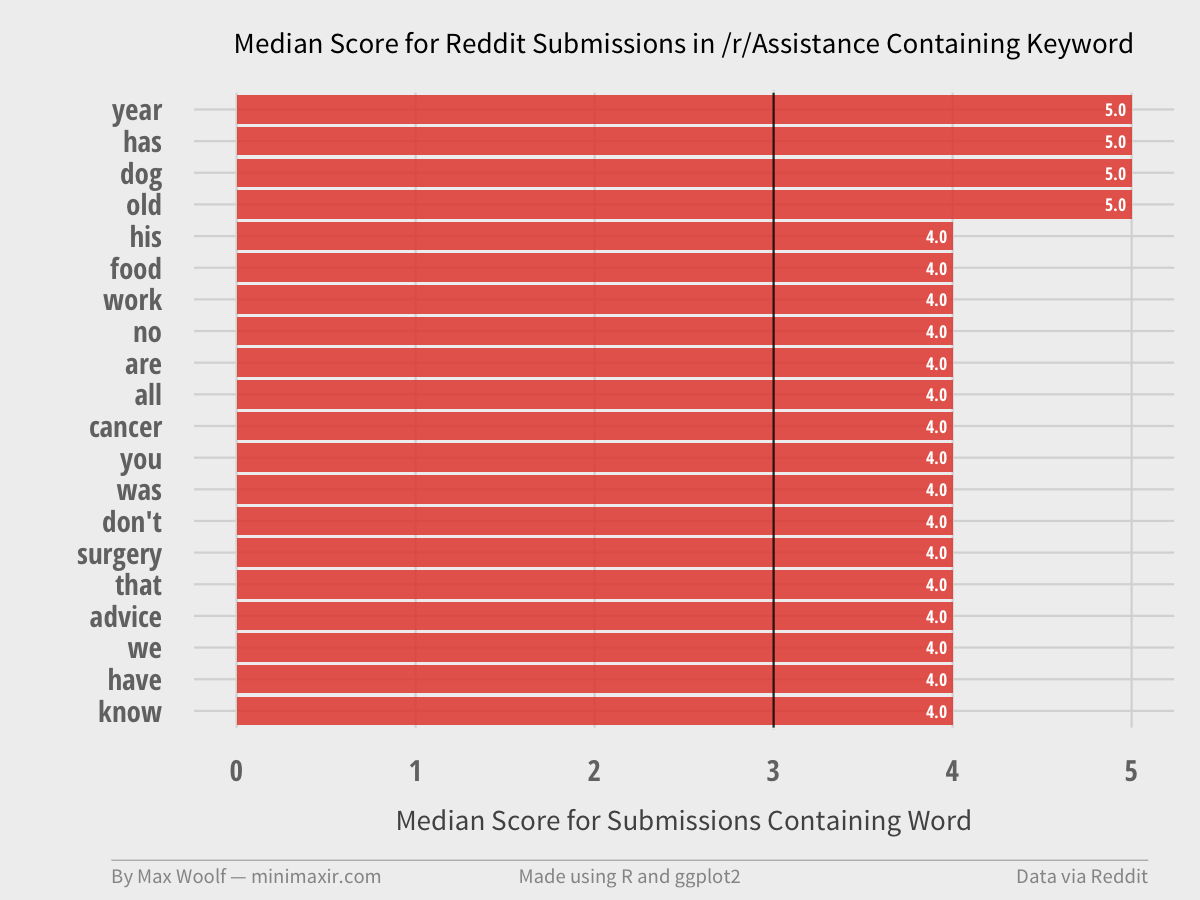 Median Score for Reddit Submissions in /r/Assistance Containing Keyword
year 5.0
has 5.0
dog 5.0
old 5.0
his 4.0
food 4.0
work 4.0
no 4.0
are 4.0
all 4.0
cancer 4.0
you 4.0
was 4.0
don't 4.0
surgery 4.0
that 4.0
advice 4.0
we 4.0
have 4.0
know 4.0
0 1 2 3 4 5
Median Score for Submissions Containing Word
By Max Woolf — minimaxir.com Made using R and ggplot2 Data via Reddit